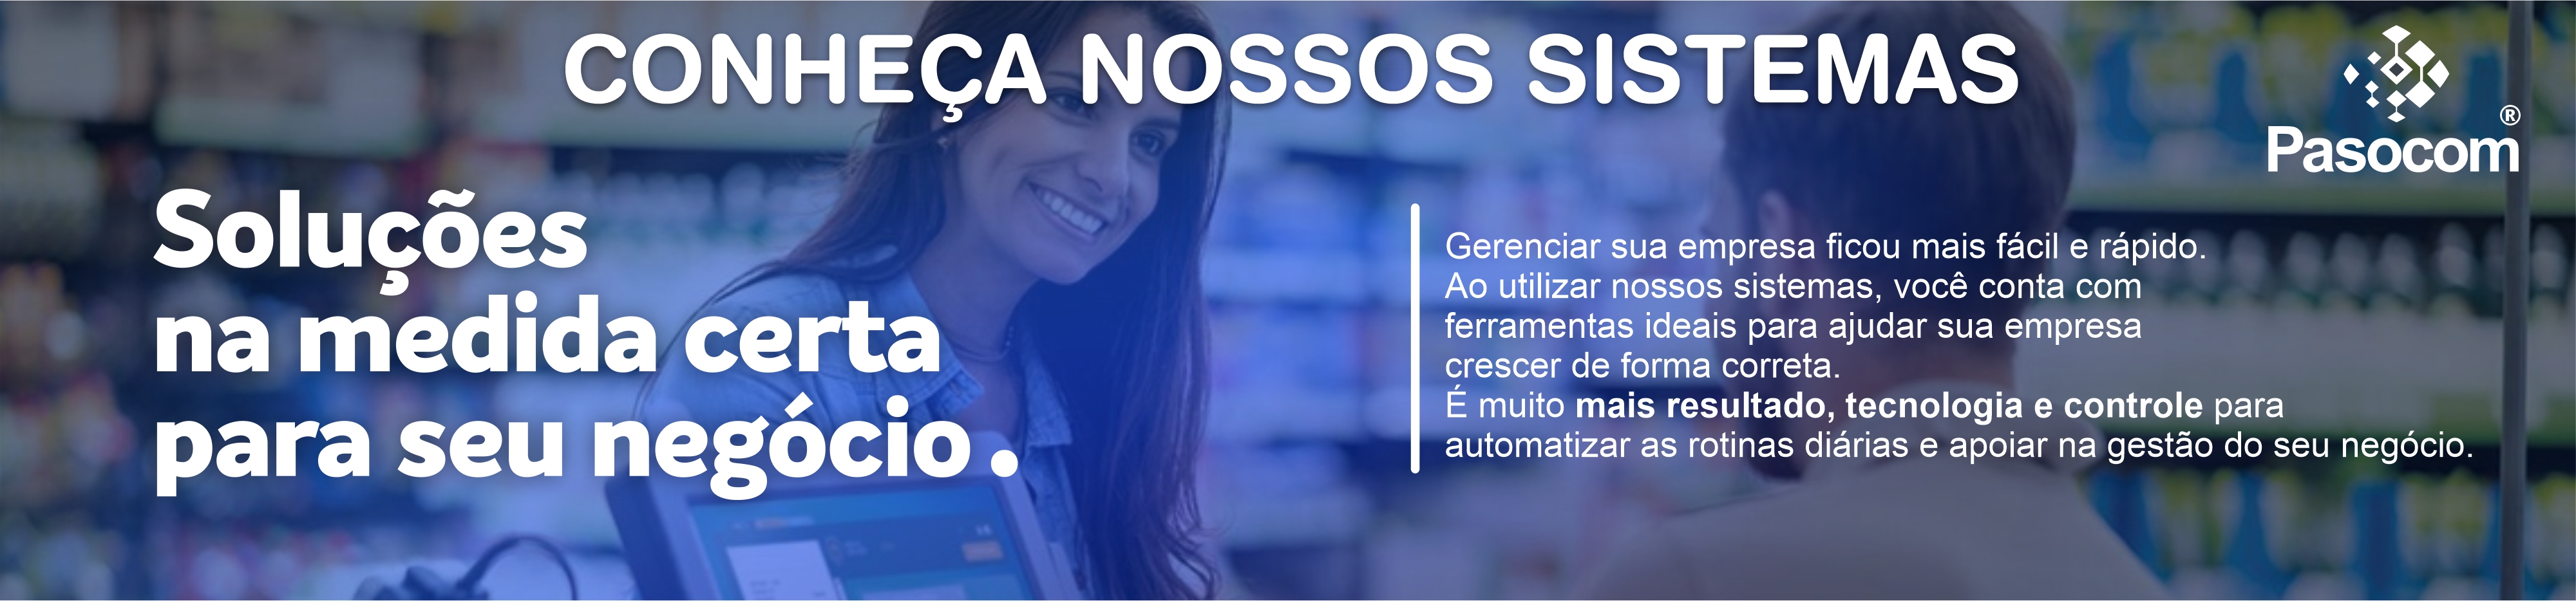 CONHEÇA NOSSOS SISTEMAS
Pasocom®
Soluções
na medida certa
para seu negócio.
Gerenciar sua empresa ficou mais fácil e rápido.
Ao utilizar nossos sistemas, você conta com
ferramentas ideais para ajudar sua empresa
crescer de forma correta.
É muito mais resultado, tecnologia e controle para
automatizar as rotinas diárias e apoiar na gestão do seu negócio.